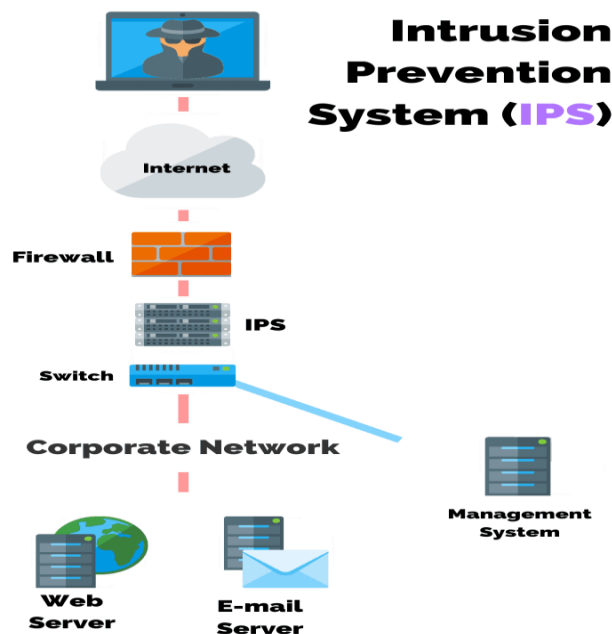 Intrusion
Prevention
System (IPS)
Internet
Firewall
IPS
Switch
Corporate Network
Management
System
Web
Server
E-mail
Server